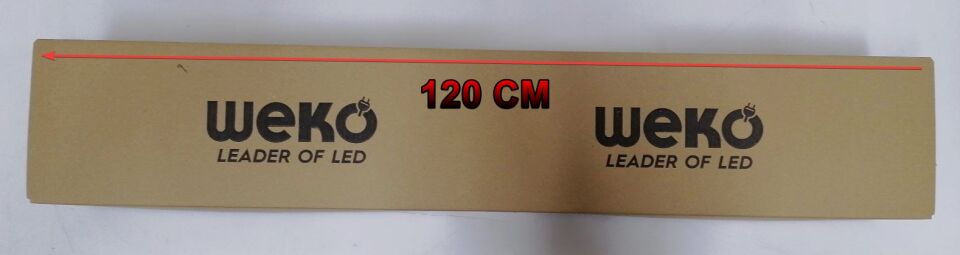 120 CM
WEKO
LEADER OF LED
WEKO
LEADER OF LED